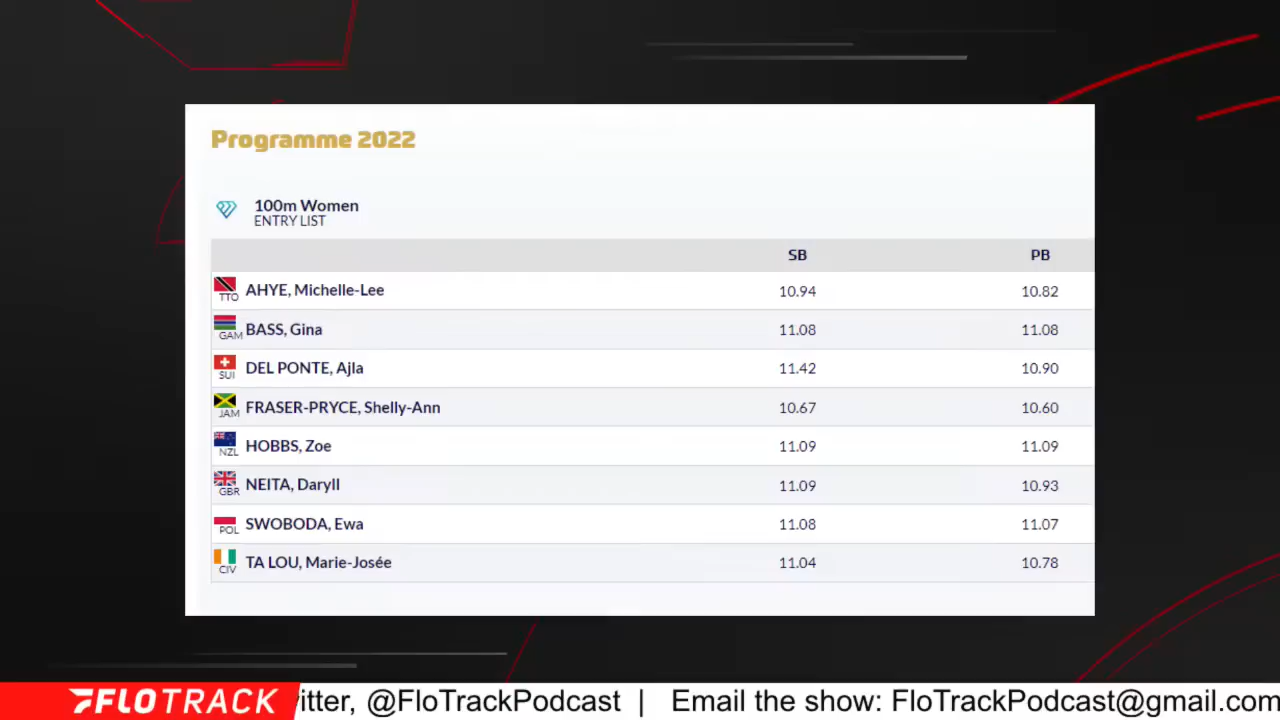 Programme 2022
100m Women
ENTRY LIST
SB PB
TTO AHYE, Michelle-Lee 10.94 10.82
GAM BASS, Gina 11.08 11.08
SUI DEL PONTE, Ajla 11.42 10.90
JAM FRASER-PRYCE, Shelly-Ann 10.67 10.60
NZL HOBBS, Zoe 11.09 11.09
GBR NEITA, Daryll 11.09 10.93
POL SWOBODA, Ewa 11.08 11.07
CIV TA LOU, Marie-Josée 11.04 10.78
FLOTRACK itter, @FloTrackPodcast | Email the show: FloTrackPodcast@gmail.com